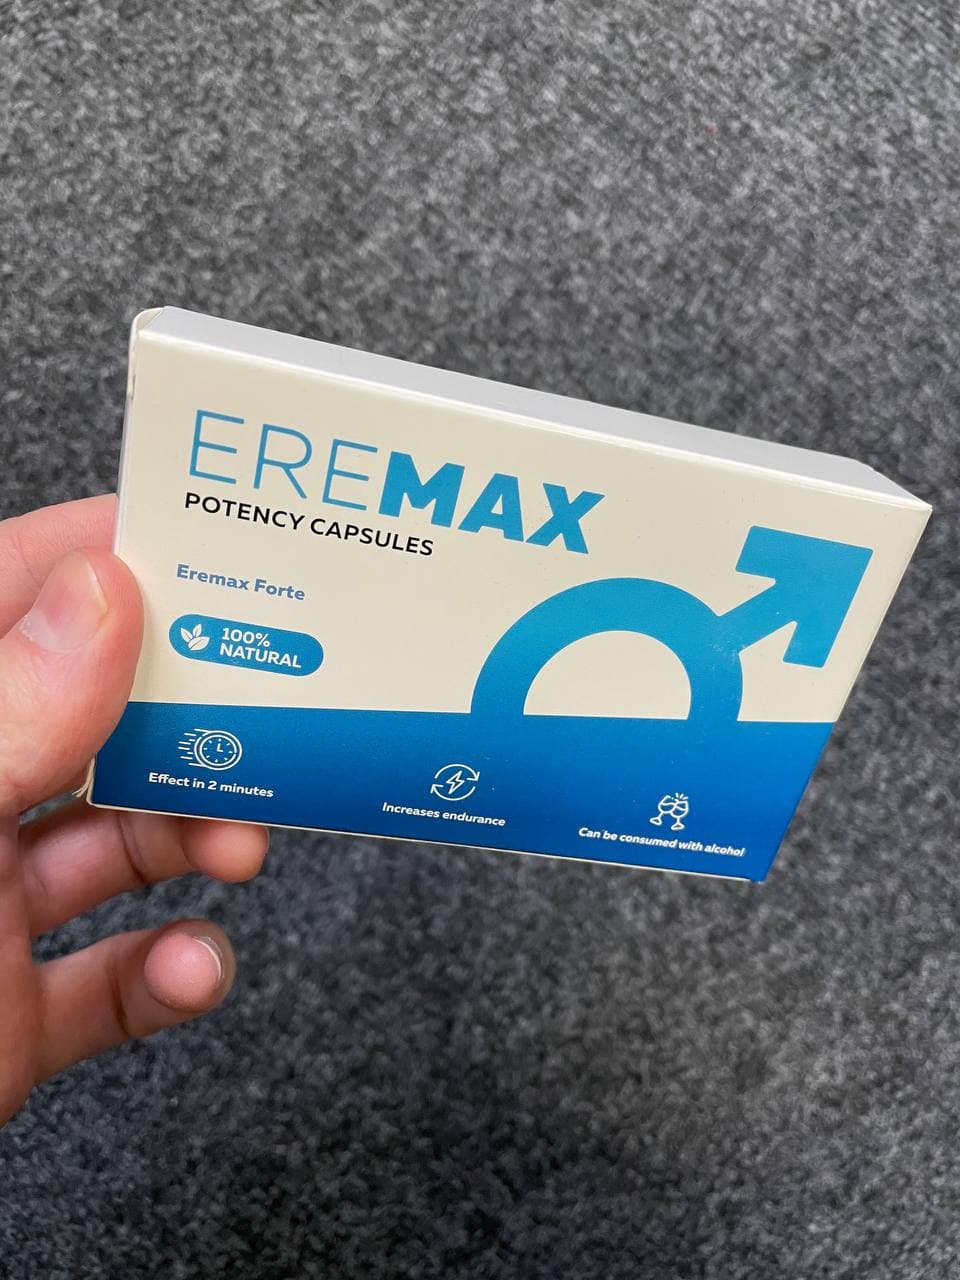 EREMAX
POTENCY CAPSULES
Eremax Forte
100%
NATURAL
Effect in 2 minutes
Increases endurance
Can be consumed with alcohol